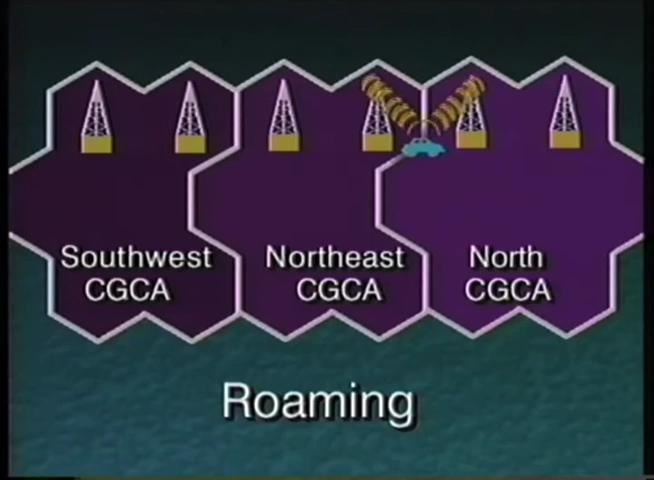 Southwest
CGCA
Northeast
CGCA
North
CGCA
Roaming